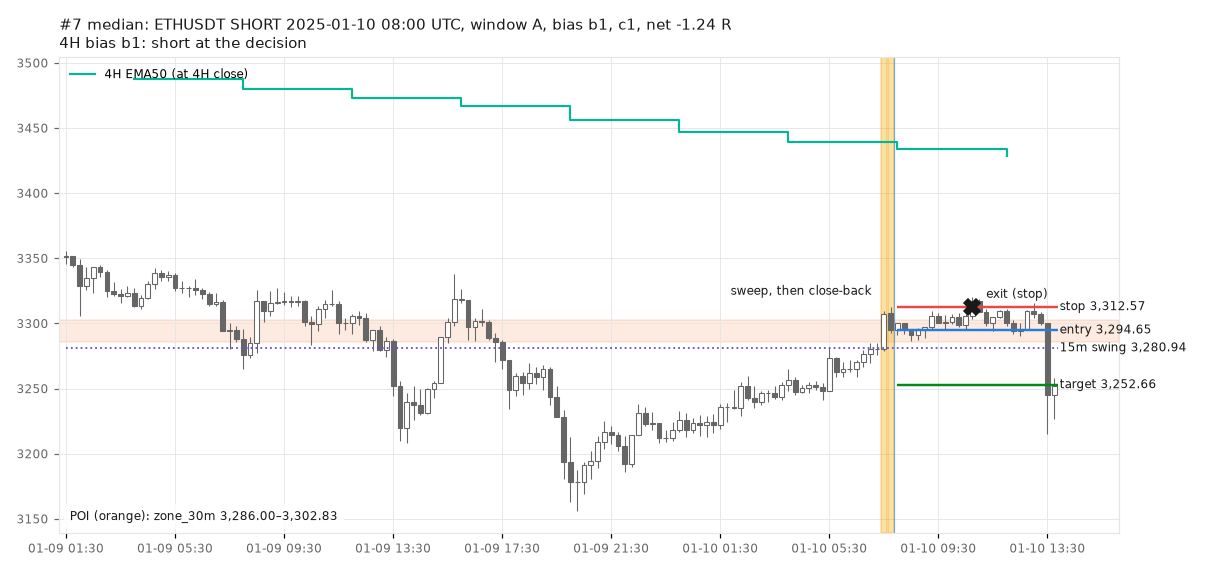 #7 median: ETHUSDT SHORT 2025-01-10 08:00 UTC, window A, bias b1, c1, net -1.24 R
4H bias b1: short at the decision
3500
4H EMA50 (at 4H close)
3450
3400
3350
sweep, then close-back
exit (stop)
stop 3,312.57
3300
entry 3,294.65
15m swing 3,280.94
3250
target 3,252.66
3200
3150
POI (orange): zone_30m 3,286.00–3,302.83
01-09 01:30
01-09 05:30
01-09 09:30
01-09 13:30
01-09 17:30
01-09 21:30
01-10 01:30
01-10 05:30
01-10 09:30
01-10 13:30